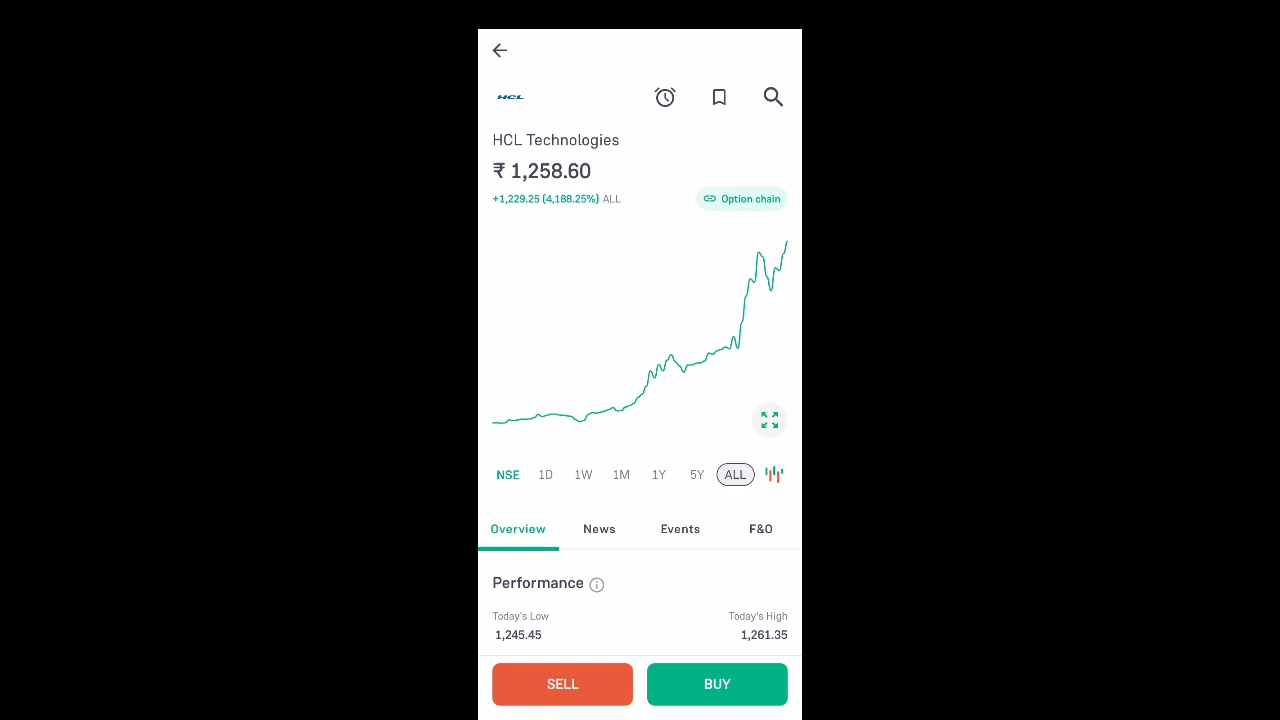 HCL
HCL Technologies
₹ 1,258.60
+1,229.25 (4,188.25%) ALL
Option chain
NSE 1D 1W 1M 1Y 5Y ALL
Overview News Events F&O
Performance
Today's Low Today's High
1,245.45 1,261.35
SELL BUY